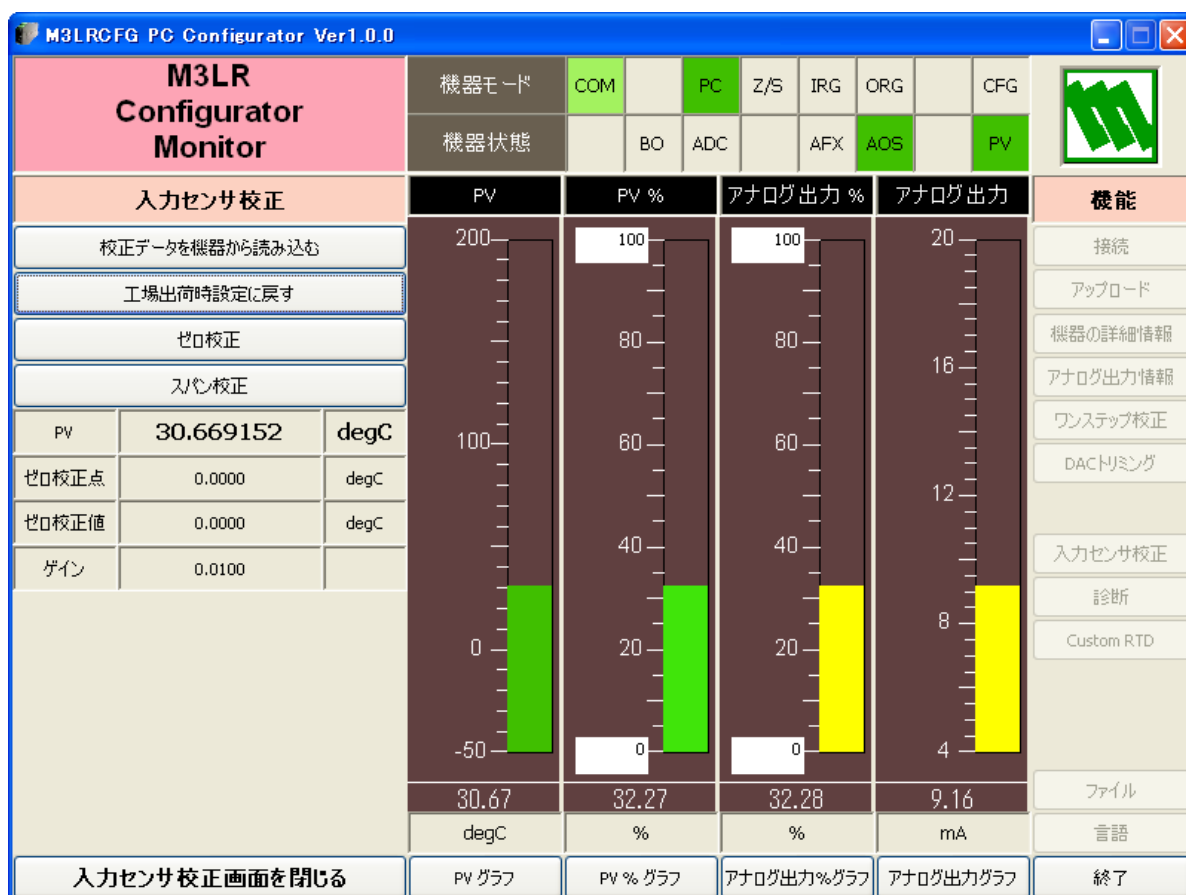 M3LRCFG PC Configurator Ver1.0.0
M3LR
Configurator
Monitor
機器モード
COM
PC
Z/S
IRG
ORG
CFG
機器状態
BO
ADC
AFX
AOS
PV
入力センサ校正
校正データを機器から読み込む
工場出荷時設定に戻す
ゼロ校正
スパン校正
PV 30.669152 degC
ゼロ校正点 0.0000 degC
ゼロ校正値 0.0000 degC
ゲイン 0.0100
入力センサ校正画面を閉じる
PV
200
100
0
-50
30.67
degC
PV グラフ
PV %
100
80
60
40
20
0
32.27
%
PV % グラフ
アナログ出力 %
100
80
60
40
20
0
32.28
%
アナログ出力%グラフ
アナログ出力
20
16
12
8
4
9.16
mA
アナログ出力グラフ
機能
接続
アップロード
機器の詳細情報
アナログ出力情報
ワンステップ校正
DACトリミング
入力センサ校正
診断
Custom RTD
ファイル
言語
終了